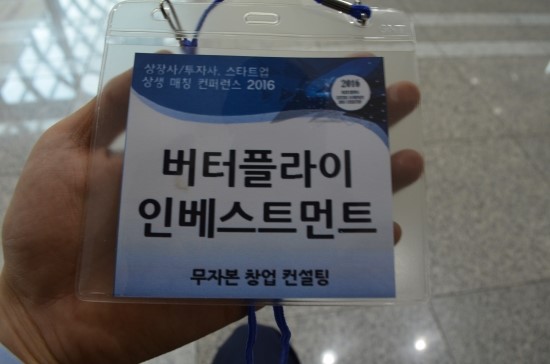 상장사/투자사, 스타트업
상생 매칭 컨퍼런스 2016
2016
버터플라이
인베스트먼트
무자본 창업 컨설팅